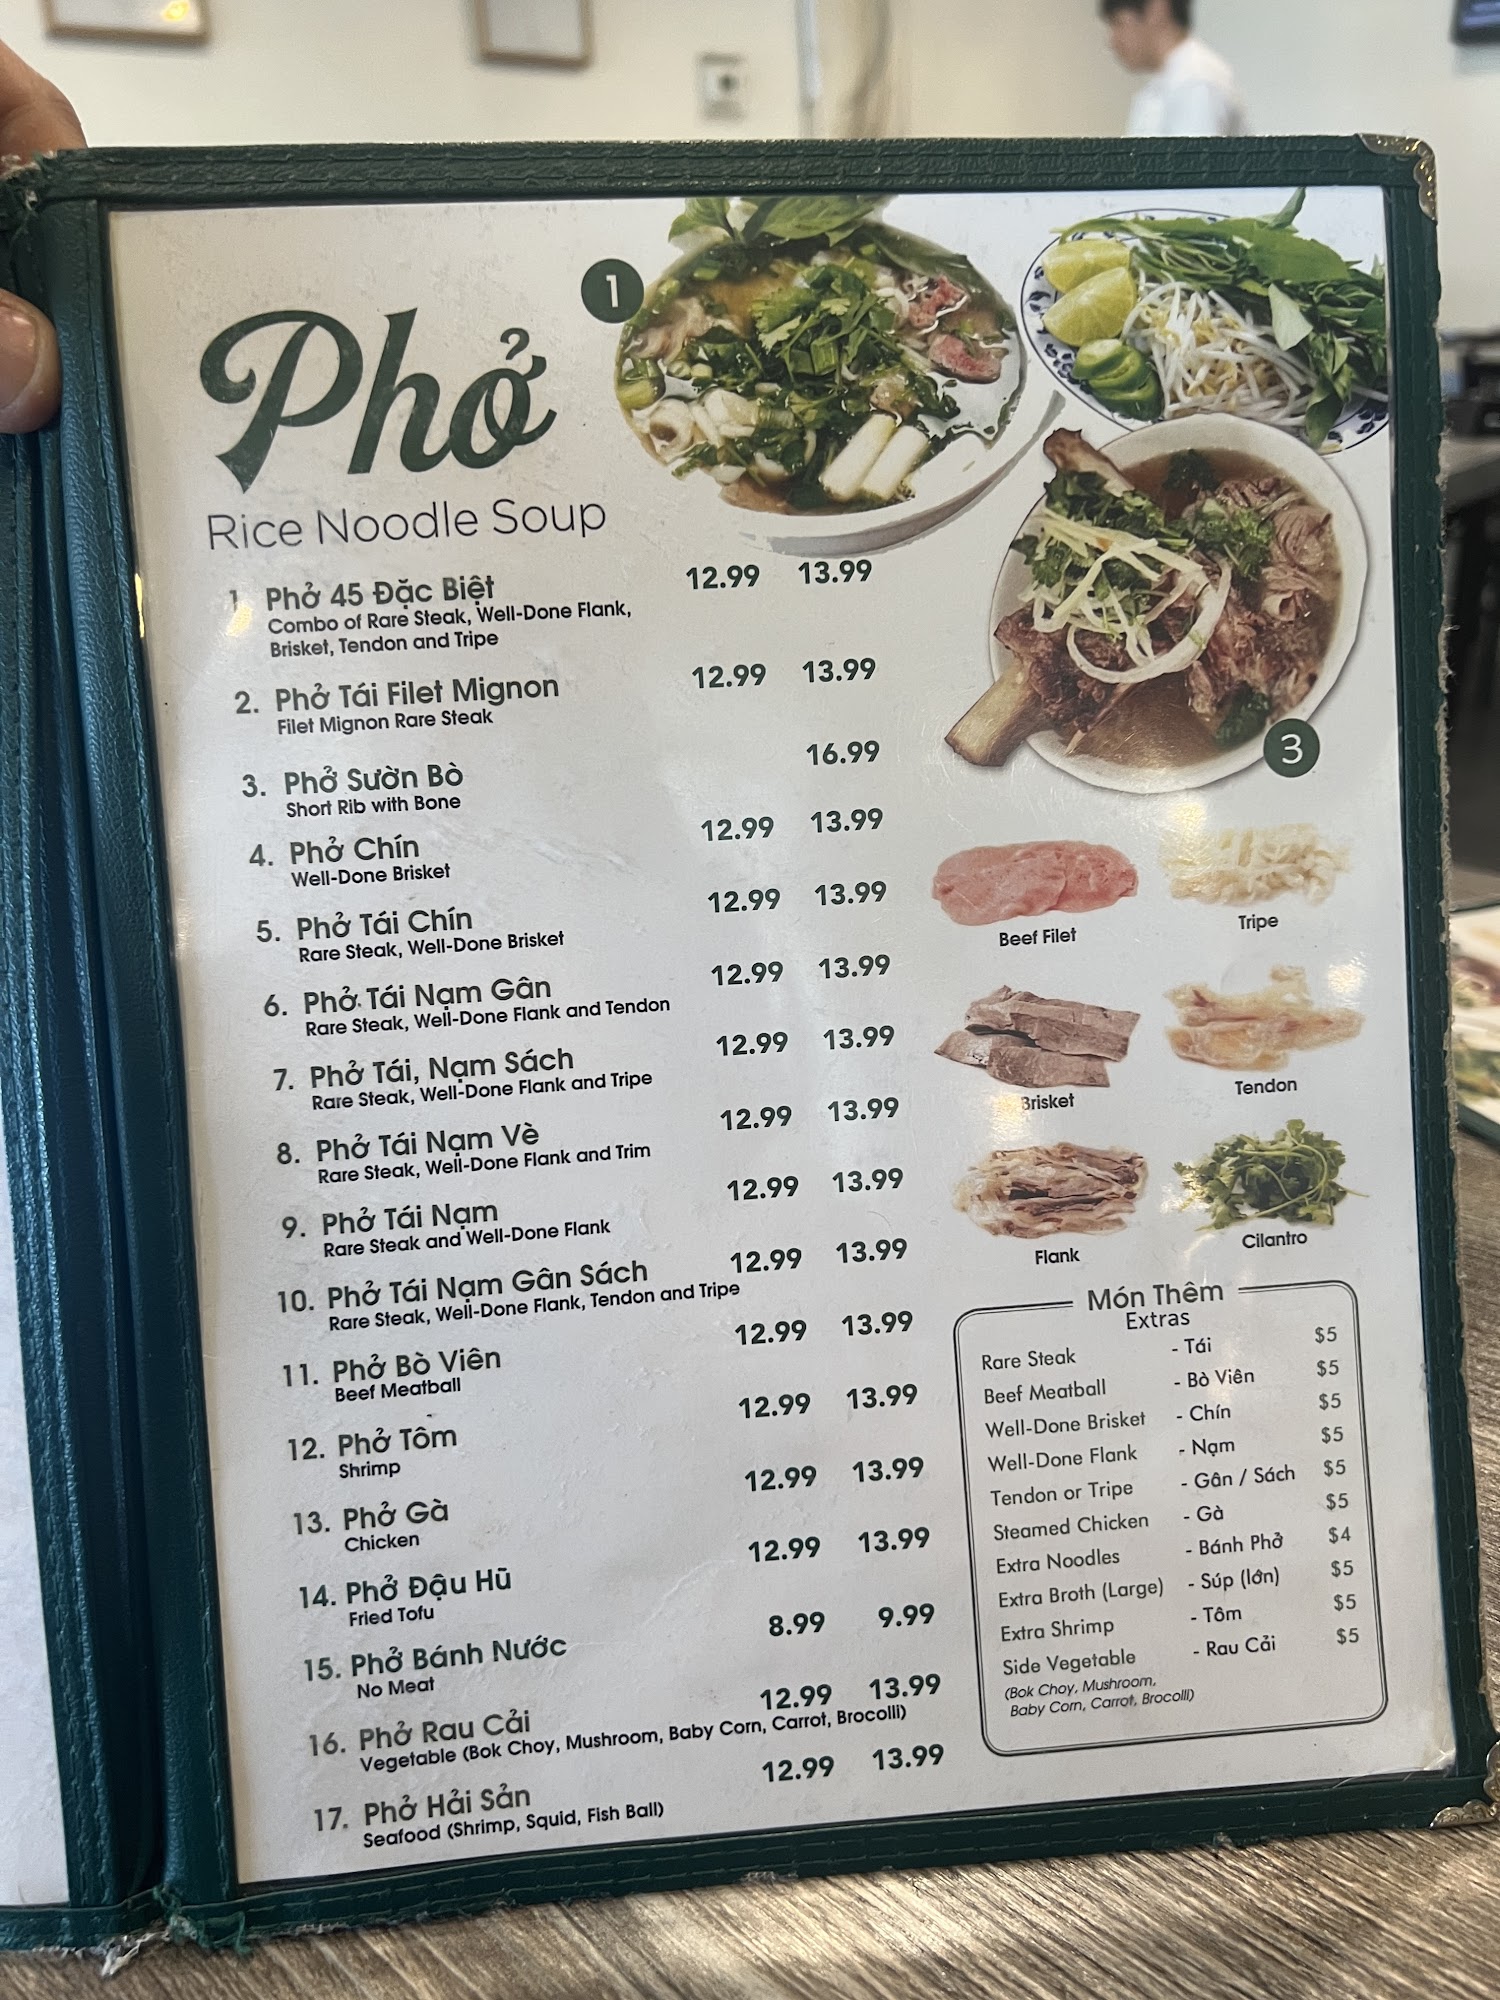 Phở
Rice Noodle Soup
1
3
1. Phở 45 Đặc Biệt 12.99 13.99
Combo of Rare Steak, Well-Done Flank,
Brisket, Tendon and Tripe
2. Phở Tái Filet Mignon 12.99 13.99
Filet Mignon Rare Steak
3. Phở Sườn Bò 16.99
Short Rib with Bone
4. Phở Chín 12.99 13.99
Well-Done Brisket
5. Phở Tái Chín 12.99 13.99
Rare Steak, Well-Done Brisket
6. Phở Tái Nạm Gân 12.99 13.99
Rare Steak, Well-Done Flank and Tendon
7. Phở Tái, Nạm Sách 12.99 13.99
Rare Steak, Well-Done Flank and Tripe
8. Phở Tái Nạm Vè 12.99 13.99
Rare Steak, Well-Done Flank and Trim
9. Phở Tái Nạm 12.99 13.99
Rare Steak and Well-Done Flank
10. Phở Tái Nạm Gân Sách 12.99 13.99
Rare Steak, Well-Done Flank, Tendon and Tripe
11. Phở Bò Viên 12.99 13.99
Beef Meatball
12. Phở Tôm 12.99 13.99
Shrimp
13. Phở Gà 12.99 13.99
Chicken
14. Phở Đậu Hũ 12.99 13.99
Fried Tofu
15. Phở Bánh Nước 8.99 9.99
No Meat
16. Phở Rau Cải 12.99 13.99
Vegetable (Bok Choy, Mushroom, Baby Corn, Carrot, Brocolli)
17. Phở Hải Sản 12.99 13.99
Seafood (Shrimp, Squid, Fish Ball)
Beef Filet
Tripe
Brisket
Tendon
Flank
Cilantro
Món Thêm
Extras
Rare Steak - Tái $5
Beef Meatball - Bò Viên $5
Well-Done Brisket - Chín $5
Well-Done Flank - Nạm $5
Tendon or Tripe - Gân / Sách $5
Steamed Chicken - Gà $5
Extra Noodles - Bánh Phở $4
Extra Broth (Large) - Súp (lớn) $5
Extra Shrimp - Tôm $5
Side Vegetable - Rau Cải $5
(Bok Choy, Mushroom,
Baby Corn, Carrot, Brocolli)